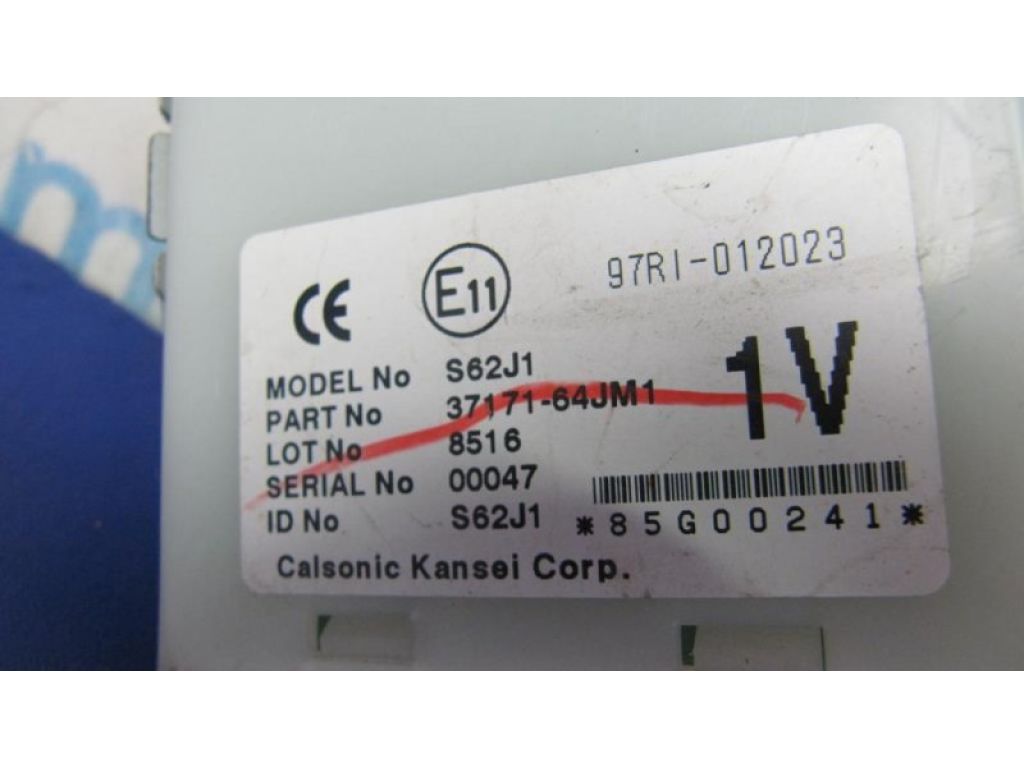 CE E11 97RI-012023
MODEL No S62J1
PART No 37171-64JM1
LOT No 8516
SERIAL No 00047
ID No S62J1
1V
*85G00241*
Calsonic Kansei Corp.
m